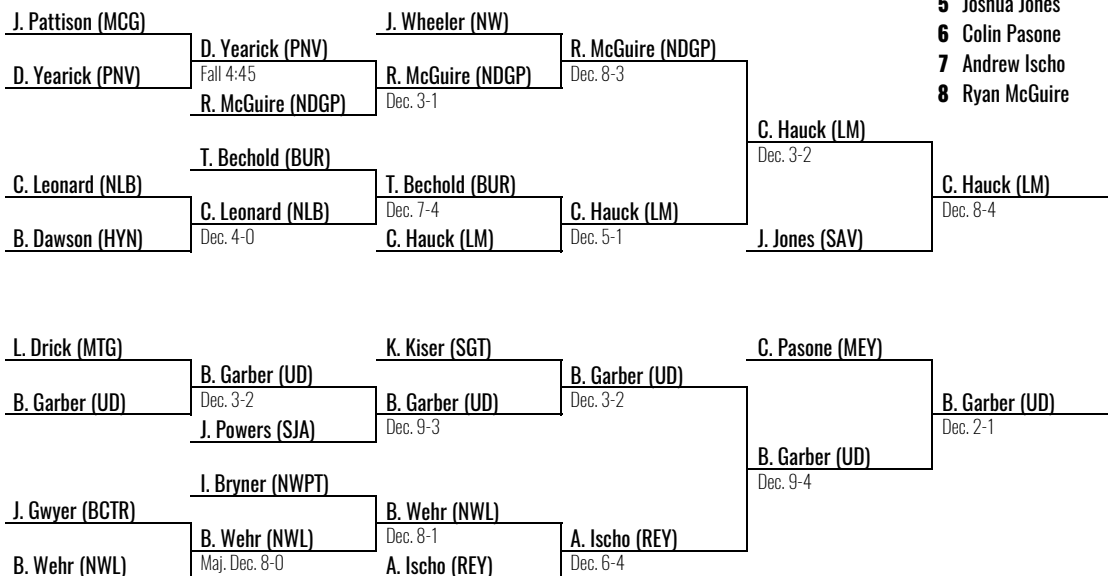 5 Joshua Jones
6 Colin Pasone
7 Andrew Ischo
8 Ryan McGuire
J. Pattison (MCG)
D. Yearick (PNV)
D. Yearick (PNV)
Fall 4:45
R. McGuire (NDGP)
J. Wheeler (NW)
R. McGuire (NDGP)
Dec. 3-1
R. McGuire (NDGP)
Dec. 8-3
C. Leonard (NLB)
B. Dawson (HYN)
T. Bechold (BUR)
C. Leonard (NLB)
Dec. 4-0
T. Bechold (BUR)
Dec. 7-4
C. Hauck (LM)
C. Hauck (LM)
Dec. 5-1
C. Hauck (LM)
Dec. 3-2
J. Jones (SAV)
C. Hauck (LM)
Dec. 8-4
L. Drick (MTG)
B. Garber (UD)
B. Garber (UD)
Dec. 3-2
J. Powers (SJA)
K. Kiser (SGT)
B. Garber (UD)
Dec. 9-3
B. Garber (UD)
Dec. 3-2
J. Gwyer (BCTR)
B. Wehr (NWL)
I. Bryner (NWPT)
B. Wehr (NWL)
Maj. Dec. 8-0
B. Wehr (NWL)
Dec. 8-1
A. Ischo (REY)
A. Ischo (REY)
Dec. 6-4
C. Pasone (MEY)
B. Garber (UD)
Dec. 9-4
B. Garber (UD)
Dec. 2-1